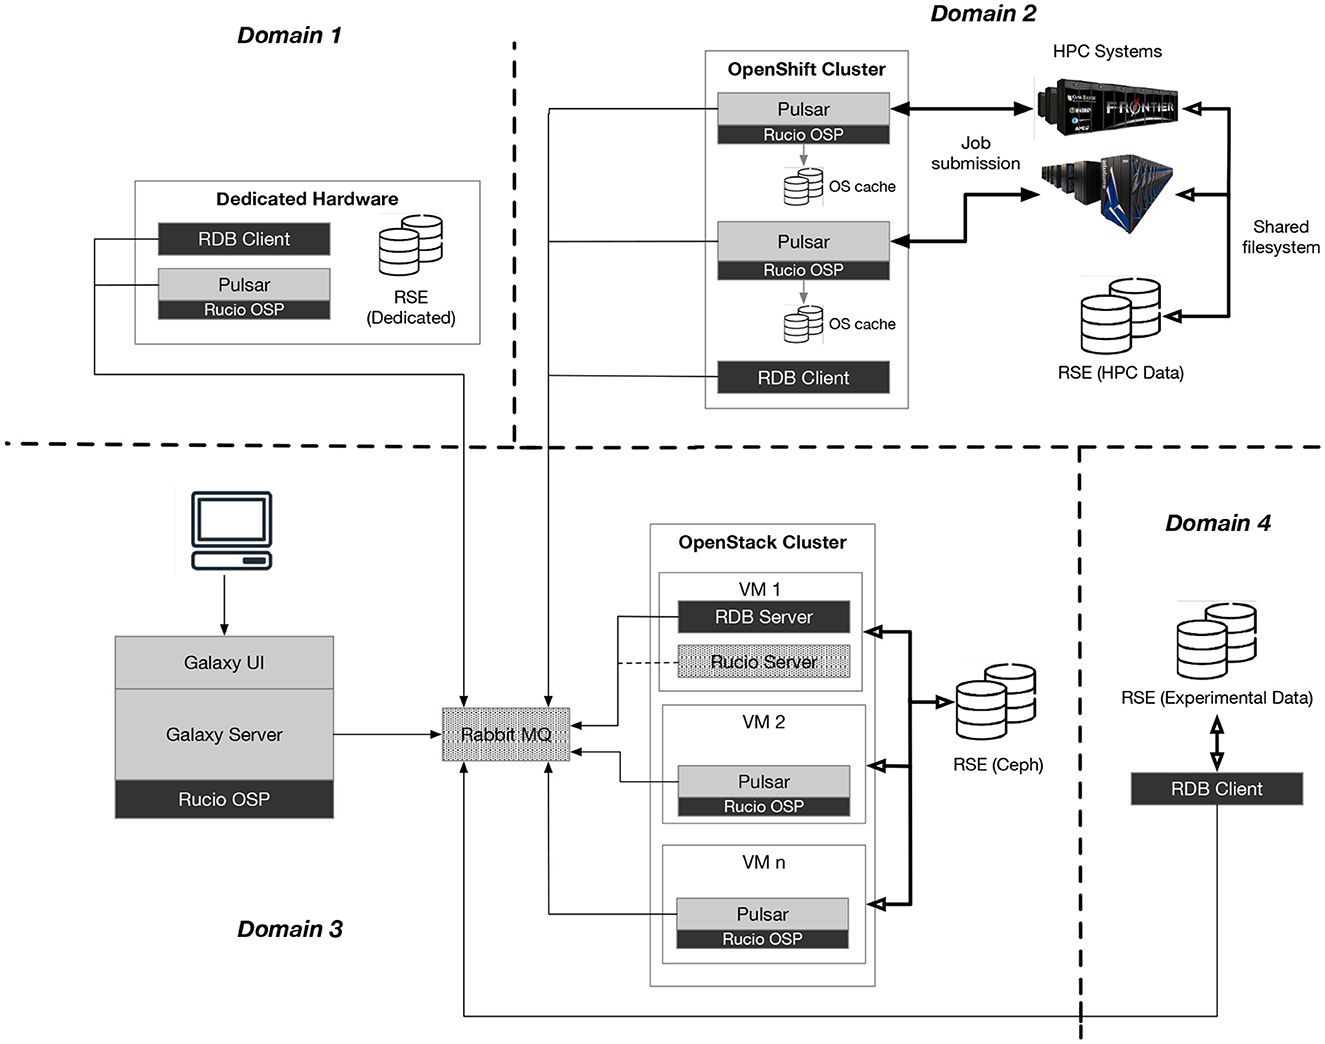 Domain 1
Domain 2
Dedicated Hardware
RDB Client
Pulsar
Rucio OSP
RSE
(Dedicated)
OpenShift Cluster
Pulsar
Rucio OSP
OS cache
Pulsar
Rucio OSP
OS cache
RDB Client
HPC Systems
FRONTIER
Job
submission
Shared
filesystem
RSE (HPC Data)
Galaxy UI
Galaxy Server
Rucio OSP
Domain 3
Rabbit MQ
OpenStack Cluster
VM 1
RDB Server
Rucio Server
VM 2
Pulsar
Rucio OSP
VM n
Pulsar
Rucio OSP
RSE (Ceph)
Domain 4
RSE (Experimental Data)
RDB Client